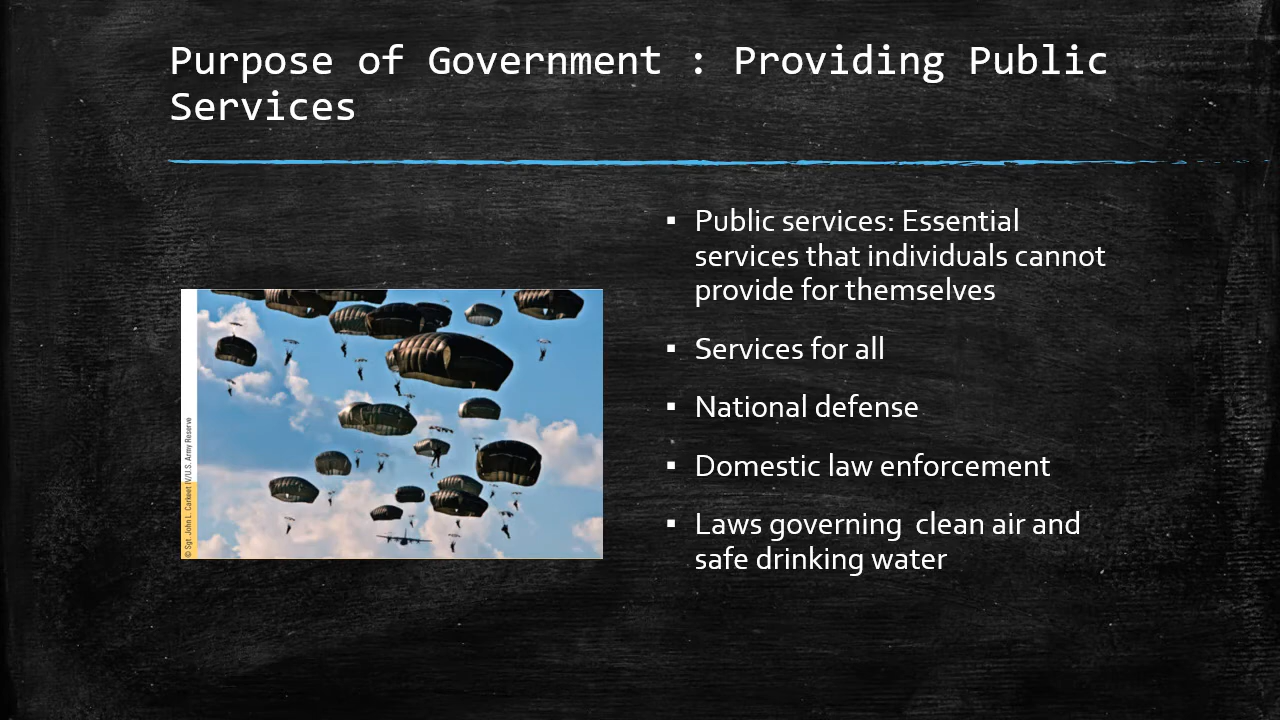 Purpose of Government : Providing Public
Services
▪ Public services: Essential
services that individuals cannot
provide for themselves
▪ Services for all
▪ National defense
▪ Domestic law enforcement
▪ Laws governing  clean air and
safe drinking water
© Sgt. John L. Carkeet IV/U.S. Army Reserve